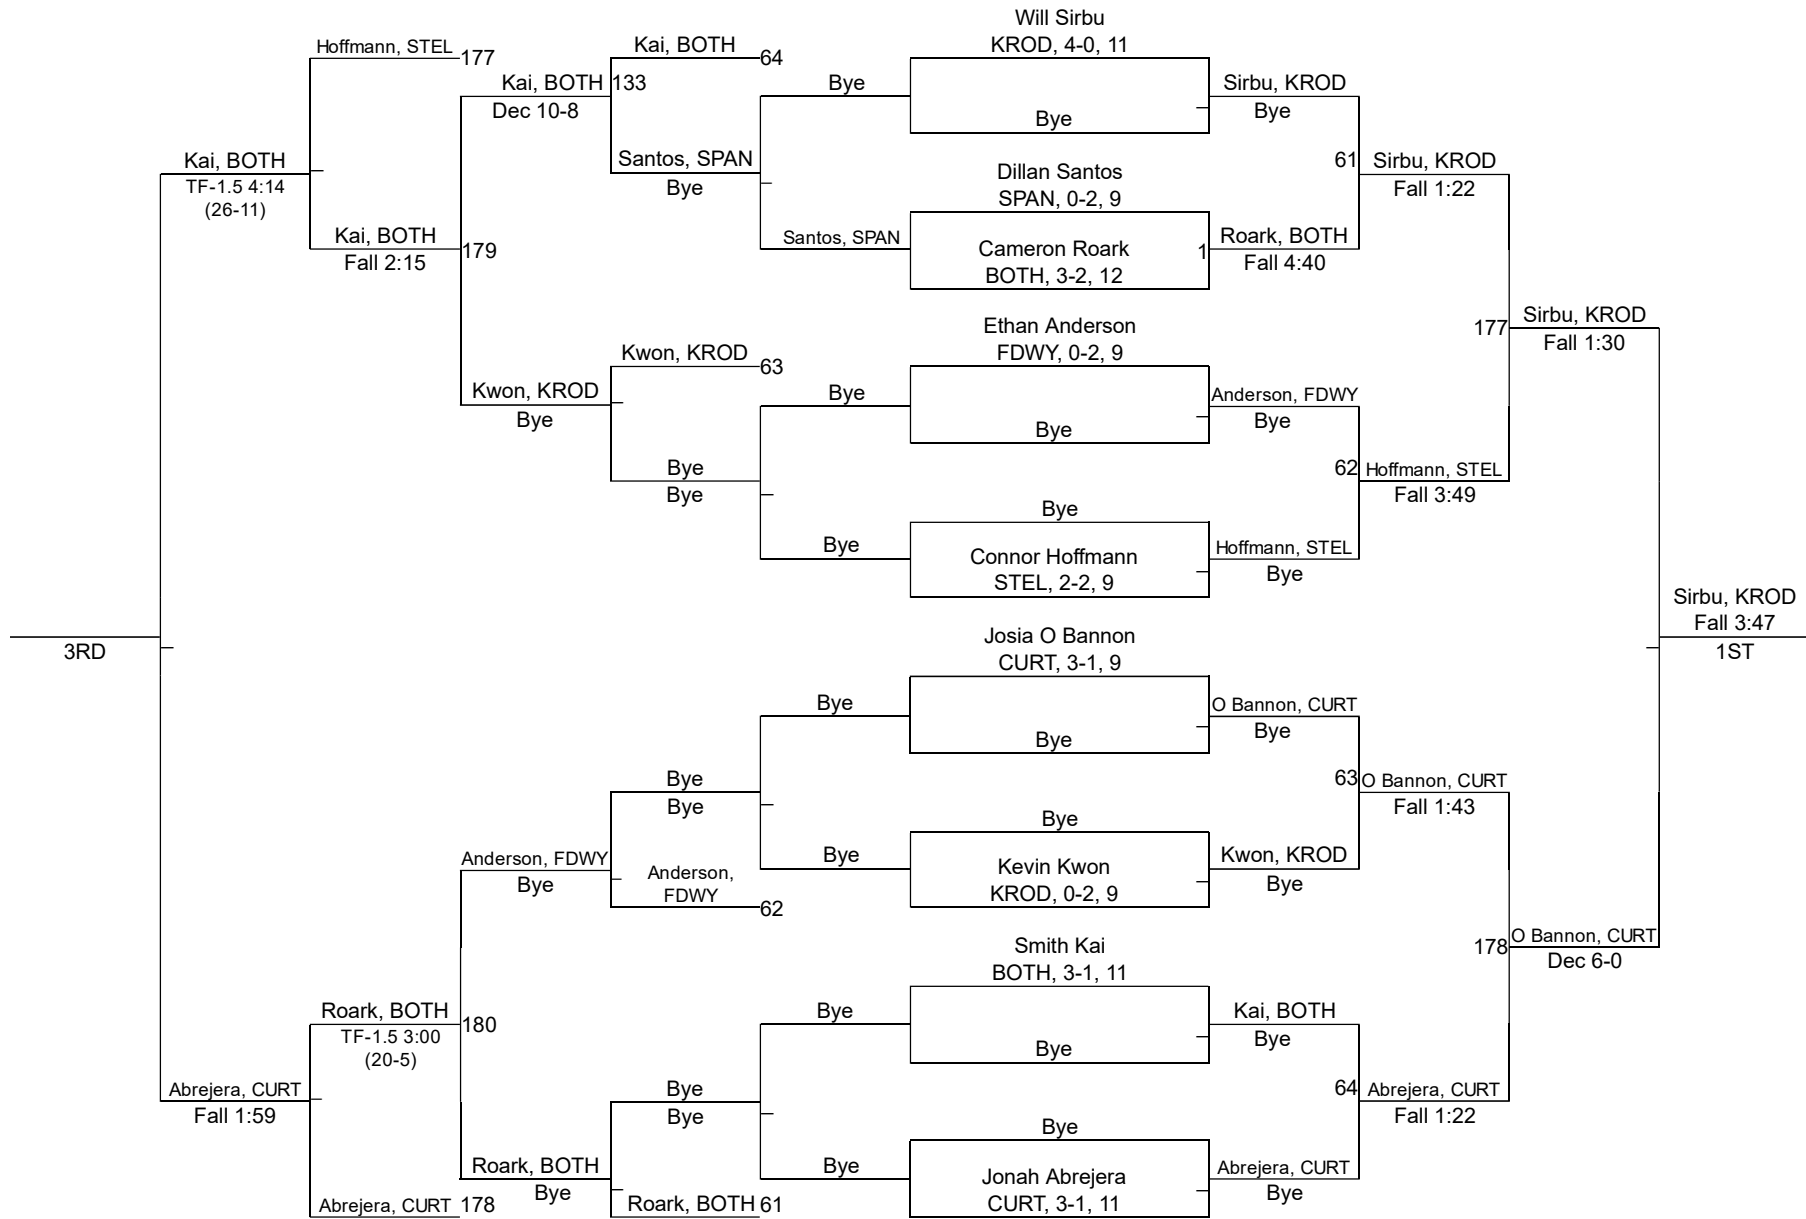 Will Sirbu
KROD, 4-0, 11
Bye
Dillan Santos
SPAN, 0-2, 9
Cameron Roark
BOTH, 3-2, 12
1
Ethan Anderson
FDWY, 0-2, 9
Bye
Bye
Connor Hoffmann
STEL, 2-2, 9
Josia O Bannon
CURT, 3-1, 9
Bye
Bye
Kevin Kwon
KROD, 0-2, 9
Smith Kai
BOTH, 3-1, 11
Bye
Bye
Jonah Abrejera
CURT, 3-1, 11
Sirbu, KROD
Bye
61
Roark, BOTH
Fall 4:40
Anderson, FDWY
Bye
62
Hoffmann, STEL
Bye
O Bannon, CURT
Bye
63
Kwon, KROD
Bye
Kai, BOTH
Bye
64
Abrejera, CURT
Bye
Sirbu, KROD
Fall 1:22
177
Hoffmann, STEL
Fall 3:49
O Bannon, CURT
Fall 1:43
178
Abrejera, CURT
Fall 1:22
Sirbu, KROD
Fall 1:30
O Bannon, CURT
Dec 6-0
Sirbu, KROD
Fall 3:47
1ST
Bye
Santos, SPAN
Bye
Bye
Bye
Bye
Bye
Bye
Kai, BOTH
64
133
Santos, SPAN
Bye
Kwon, KROD
63
Bye
Bye
Bye
Bye
Anderson,
FDWY
62
Bye
Bye
Roark, BOTH
61
Kai, BOTH
Dec 10-8
179
Kwon, KROD
Bye
Anderson, FDWY
Bye
180
Roark, BOTH
Bye
Hoffmann, STEL
177
Kai, BOTH
Fall 2:15
Roark, BOTH
TF-1.5 3:00
(20-5)
Abrejera, CURT
178
Kai, BOTH
TF-1.5 4:14
(26-11)
Abrejera, CURT
Fall 1:59
3RD